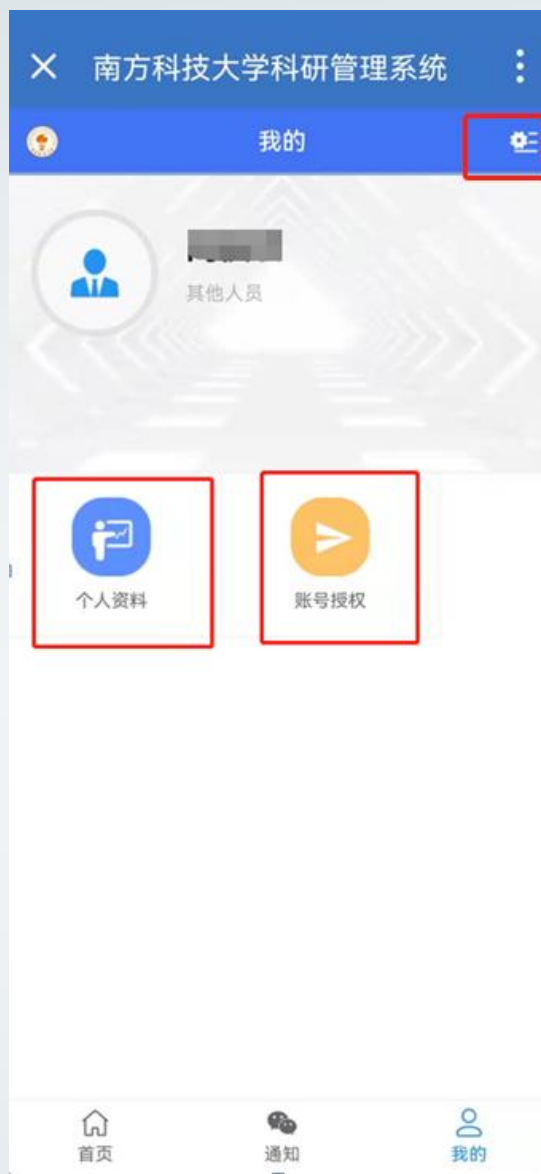 南方科技大学科研管理系统
我的
其他人员
个人资料
账号授权
首页
通知
我的